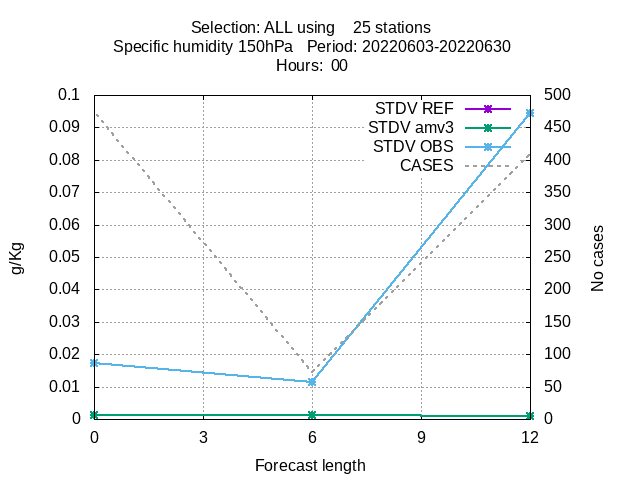 Selection: ALL using    25 stations
Specific humidity 150hPa   Period: 20220603-20220630
Hours:  00
STDV REF
STDV amv3
STDV OBS
CASES
g/Kg
0.1
0.09
0.08
0.07
0.06
0.05
0.04
0.03
0.02
0.01
0
500
450
400
350
300
250
200
150
100
50
0
No cases
0 3 6 9 12
Forecast length